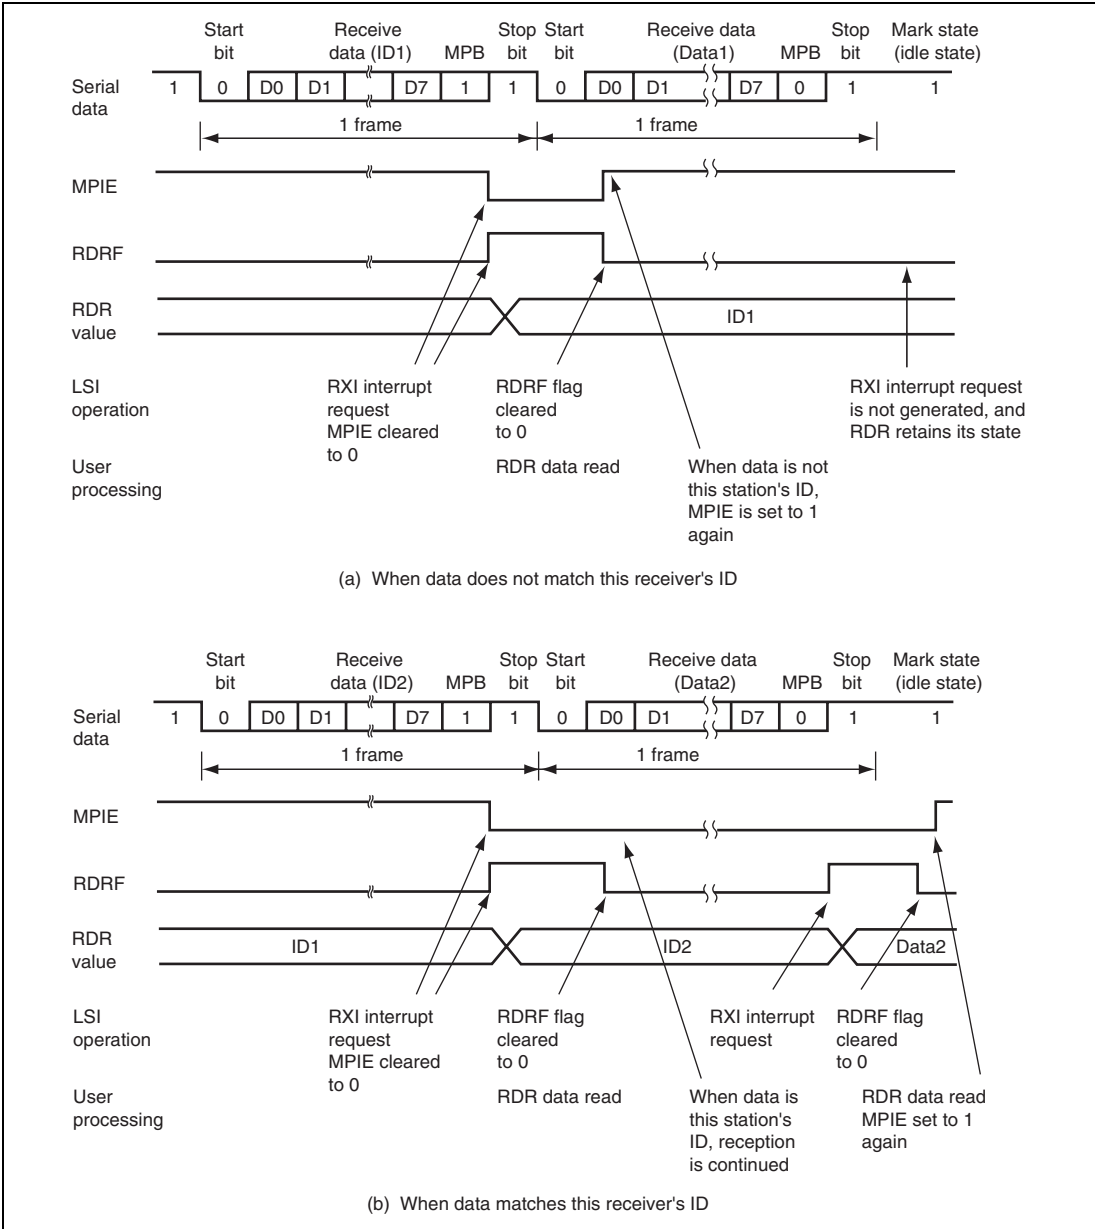 Start Receive Stop Start Receive data Stop Mark state
bit data (ID1) MPB bit bit (Data1) MPB bit (idle state)
Serial data 1 0 D0 D1 D7 1 1 0 D0 D1 D7 0 1 1
1 frame 1 frame
MPIE
RDRF
RDR
value ID1
LSI operation
RXI interrupt
request
MPIE cleared
to 0
RDRF flag
cleared
to 0
RXI interrupt request
is not generated, and
RDR retains its state
User
processing
RDR data read
When data is not
this station's ID,
MPIE is set to 1
again
(a) When data does not match this receiver's ID
Start Receive Stop Start Receive data Stop Mark state
bit data (ID2) MPB bit bit (Data2) MPB bit (idle state)
Serial data 1 0 D0 D1 D7 1 1 0 D0 D1 D7 0 1 1
1 frame 1 frame
MPIE
RDRF
RDR
value ID1 ID2 Data2
LSI operation
RXI interrupt
request
MPIE cleared
to 0
RDRF flag
cleared
to 0
RXI interrupt
request
RDRF flag
cleared
to 0
User
processing
RDR data read
When data is
this station's
ID, reception
is continued
RDR data read
MPIE set to 1
again
(b) When data matches this receiver's ID